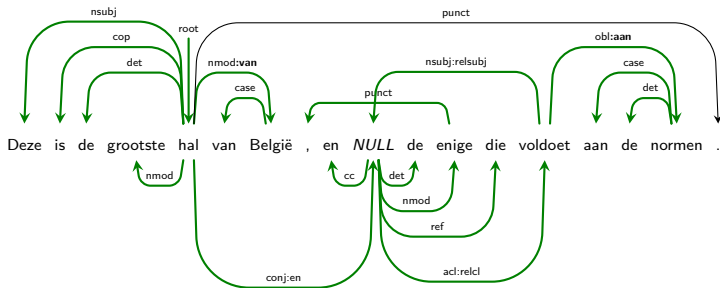 nsubj
punct
root
cop
obl:aan
det
nmod:van
nsubj:relsubj
case
case
punct
det
Deze is de grootste hal van België , en NULL de enige die voldoet aan de normen .
nmod
cc
det
nmod
ref
conj:en
acl:relcl